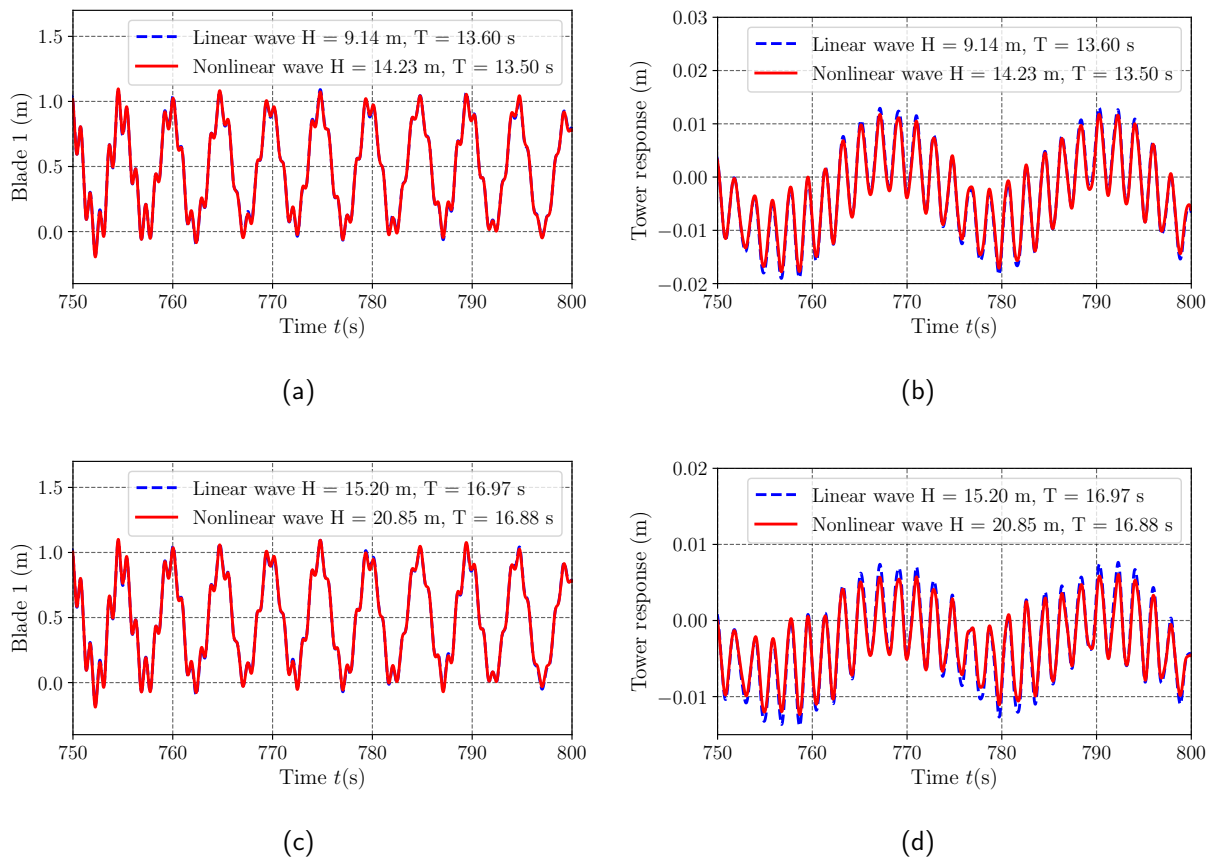 1.5
1.0
0.5
0.0
Blade 1 (m)
Linear wave H = 9.14 m, T = 13.60 s
Nonlinear wave H = 14.23 m, T = 13.50 s
750 760 770 780 790 800
Time t(s)
(a)
0.03
0.02
0.01
0.00
−0.01
−0.02
Tower response (m)
Linear wave H = 9.14 m, T = 13.60 s
Nonlinear wave H = 14.23 m, T = 13.50 s
750 760 770 780 790 800
Time t(s)
(b)
1.5
1.0
0.5
0.0
Blade 1 (m)
Linear wave H = 15.20 m, T = 16.97 s
Nonlinear wave H = 20.85 m, T = 16.88 s
750 760 770 780 790 800
Time t(s)
(c)
0.02
0.01
0.00
−0.01
Tower response (m)
Linear wave H = 15.20 m, T = 16.97 s
Nonlinear wave H = 20.85 m, T = 16.88 s
750 760 770 780 790 800
Time t(s)
(d)